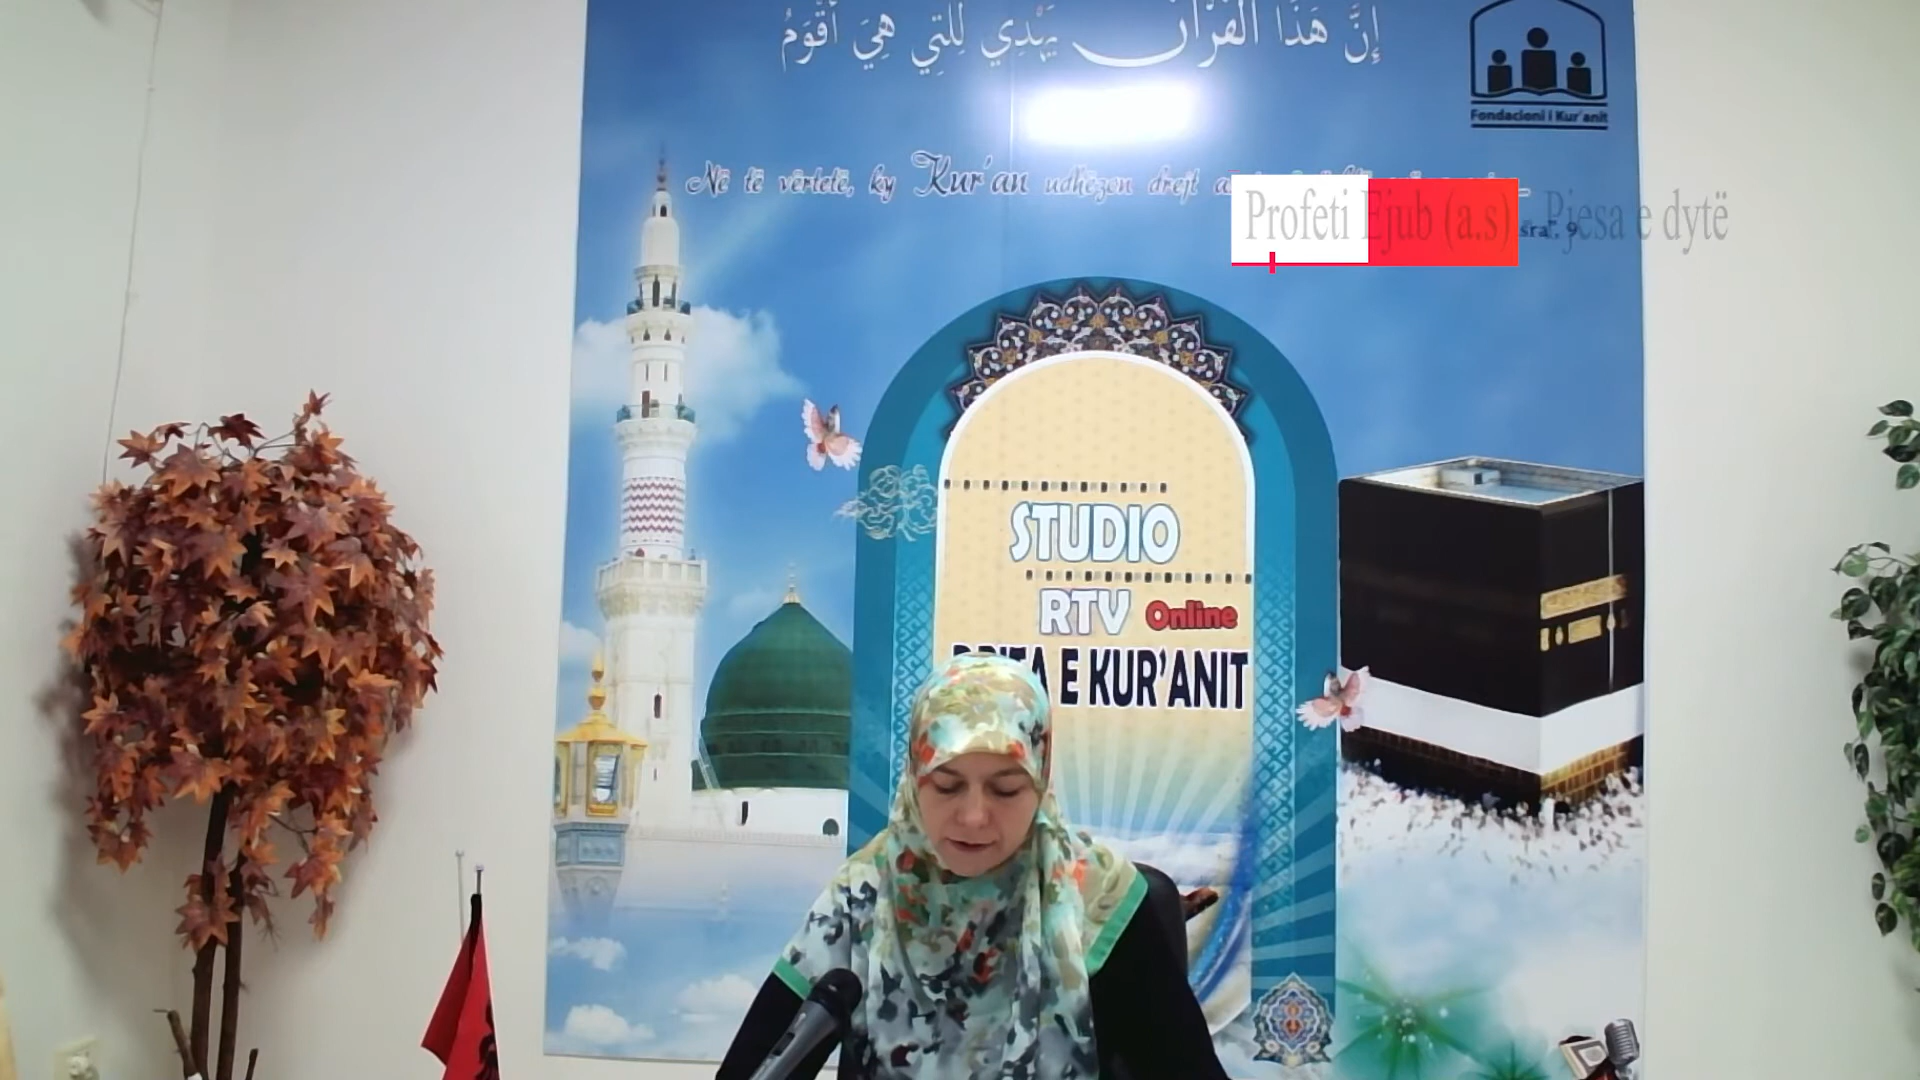 إِنَّ هَذَا الْقُرْآنَ يَهْدِي لِلَّتِي هِيَ أَقْوَمُ
Fondacioni i Kur'anit
Në të vërtetë, ky Kur'an udhëzon drejt
Profeti Ejub (a.s) - Pjesa e dytë
STUDIO
RTV Online
E KUR'ANIT